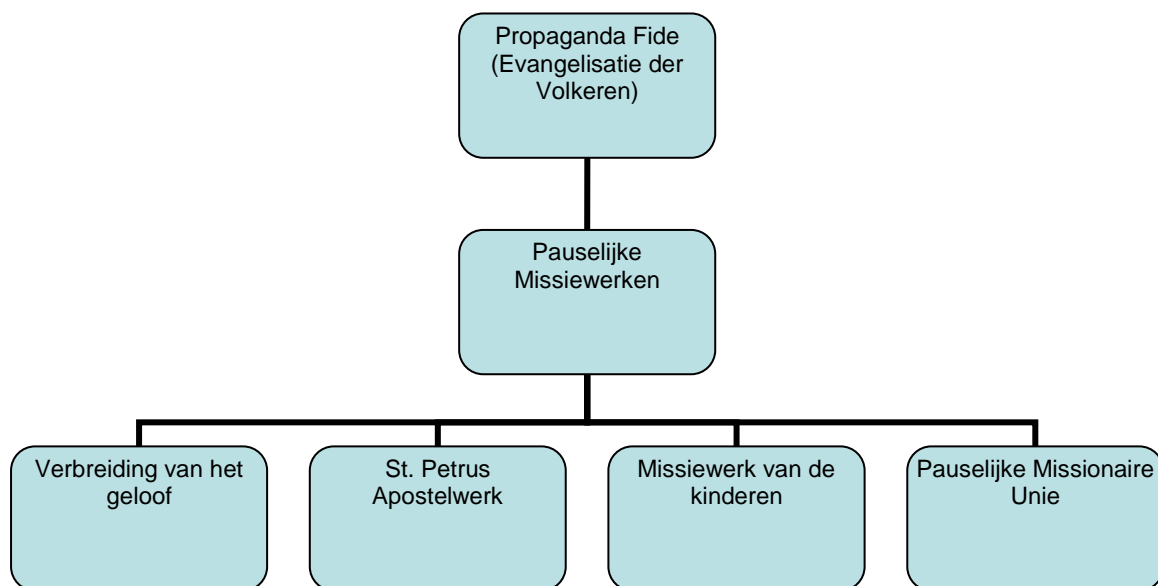 Propaganda Fide
(Evangelisatie der
Volkeren)
Pauselijke
Missiewerken
Verbreiding van het
geloof
St. Petrus
Apostelwerk
Missiewerk van de
kinderen
Pauselijke Missionaire
Unie